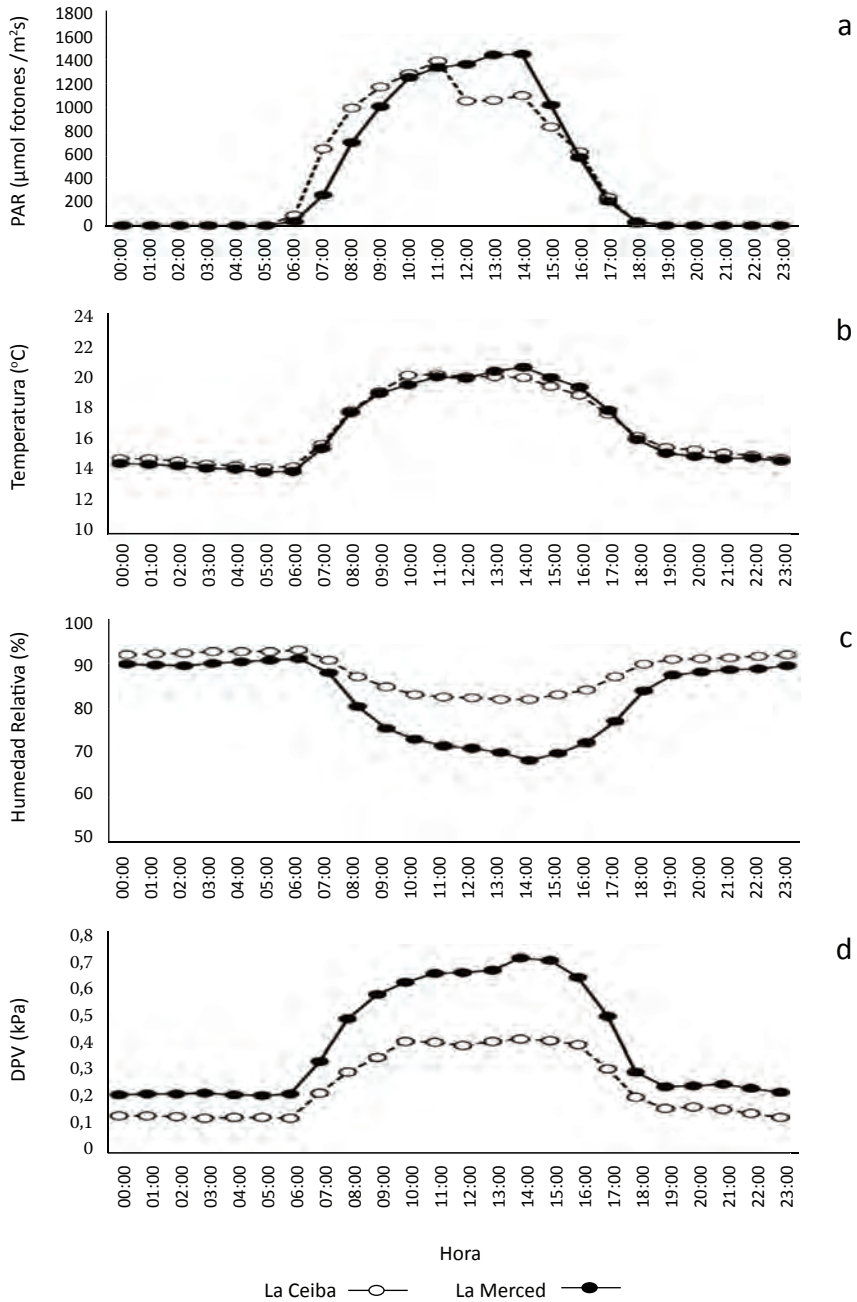 a
PAR (µmol fotones /m²s)
1800
1600
1400
1200
1000
800
600
400
200
0
00:00 01:00 02:00 03:00 04:00 05:00 06:00 07:00 08:00 09:00 10:00 11:00 12:00 13:00 14:00 15:00 16:00 17:00 18:00 19:00 20:00 21:00 22:00 23:00
b
Temperatura (°C)
24
22
20
18
16
14
12
10
00:00 01:00 02:00 03:00 04:00 05:00 06:00 07:00 08:00 09:00 10:00 11:00 12:00 13:00 14:00 15:00 16:00 17:00 18:00 19:00 20:00 21:00 22:00 23:00
c
Humedad Relativa (%)
100
90
80
70
60
50
00:00 01:00 02:00 03:00 04:00 05:00 06:00 07:00 08:00 09:00 10:00 11:00 12:00 13:00 14:00 15:00 16:00 17:00 18:00 19:00 20:00 21:00 22:00 23:00
d
DPV (kPa)
0,8
0,7
0,6
0,5
0,4
0,3
0,2
0,1
0
00:00 01:00 02:00 03:00 04:00 05:00 06:00 07:00 08:00 09:00 10:00 11:00 12:00 13:00 14:00 15:00 16:00 17:00 18:00 19:00 20:00 21:00 22:00 23:00
Hora
La Ceiba La Merced